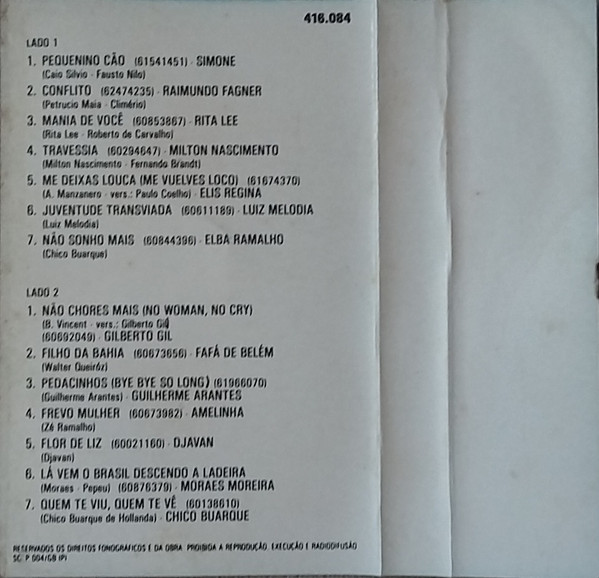 416.084
LADO 1
1. PEQUENINO CÃO (61541451) - SIMONE
(Caio Silvio - Fausto Nilo)
2. CONFLITO (62474235) - RAIMUNDO FAGNER
(Petrucio Maia - Climério)
3. MANIA DE VOCÊ (60853867) - RITA LEE
(Rita Lee - Roberto de Carvalho)
4. TRAVESSIA (60294647) - MILTON NASCIMENTO
(Milton Nascimento - Fernando Brandt)
5. ME DEIXAS LOUCA (ME VUELVES LOCO) (61674370)
(A. Manzanero - vers.: Paulo Coelho) - ELIS REGINA
6. JUVENTUDE TRANSVIADA (60611189) - LUIZ MELODIA
(Luiz Melodia)
7. NÃO SONHO MAIS (60844396) - ELBA RAMALHO
(Chico Buarque)
LADO 2
1. NÃO CHORES MAIS (NO WOMAN, NO CRY)
(B. Vincent - vers.: Gilberto Gil)
(60692049) - GILBERTO GIL
2. FILHO DA BAHIA (60673656) - FAFÁ DE BELÉM
(Walter Queiróz)
3. PEDACINHOS (BYE BYE SO LONG) (61966070)
(Guilherme Arantes) - GUILHERME ARANTES
4. FREVO MULHER (60673982) - AMELINHA
(Zé Ramalho)
5. FLOR DE LIZ (60021160) - DJAVAN
(Djavan)
6. LÁ VEM O BRASIL DESCENDO A LADEIRA
(Moraes - Pepeu) (60876379) - MORAES MOREIRA
7. QUEM TE VIU, QUEM TE VÊ (60138610)
(Chico Buarque de Hollanda) - CHICO BUARQUE
RESERVADOS OS DIREITOS FONOGRÁFICOS E DA OBRA. PROIBIDA A REPRODUÇÃO, EXECUÇÃO E RADIODIFUSÃO
SC. P 004/GB (P)